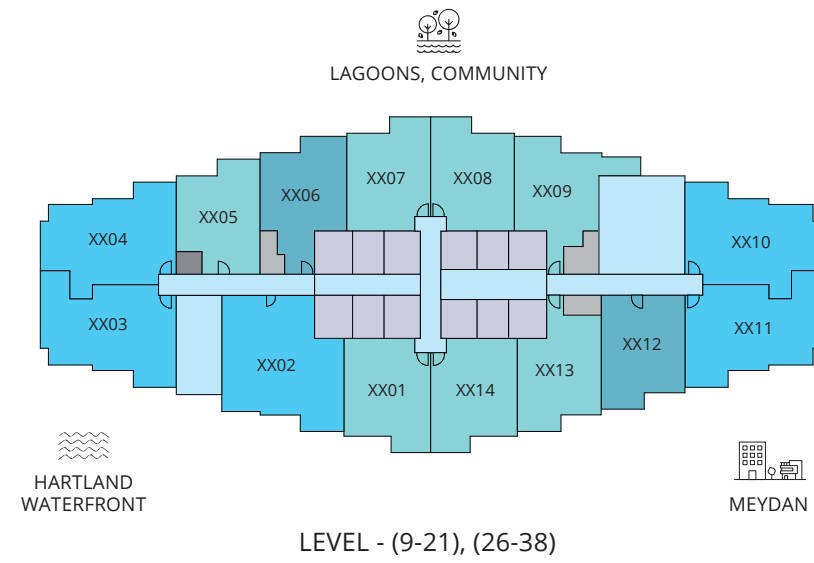 LAGOONS, COMMUNITY
XX07
XX08
XX06
XX09
XX05
XX04
XX10
XX03
XX11
XX12
XX02
XX13
XX01
XX14
HARTLAND
WATERFRONT
MEYDAN
LEVEL - (9-21), (26-38)